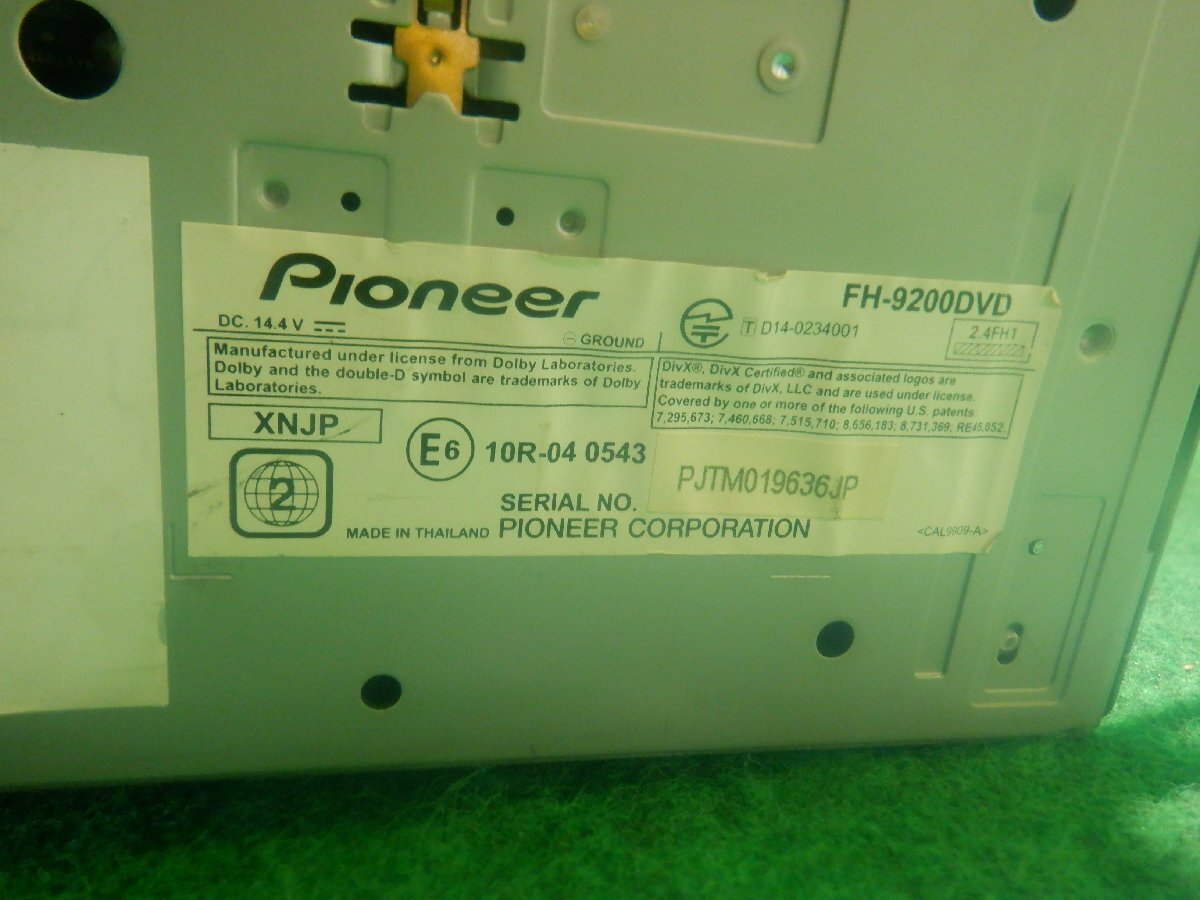 Pioneer
FH-9200DVD
DC. 14.4 V
GROUND
T D14-0234001
2.4FH1
Manufactured under license from Dolby Laboratories.
Dolby and the double-D symbol are trademarks of Dolby
Laboratories.
DivX®, DivX Certified® and associated logos are
trademarks of DivX, LLC and are used under license.
Covered by one or more of the following U.S. patents:
7,295,673; 7,460,668; 7,515,710; 8,656,183; 8,731,369; RE45,052
XNJP
E6 10R-04 0543
2
SERIAL NO.
PJTM019636JP
MADE IN THAILAND PIONEER CORPORATION
<CAL9909-A>